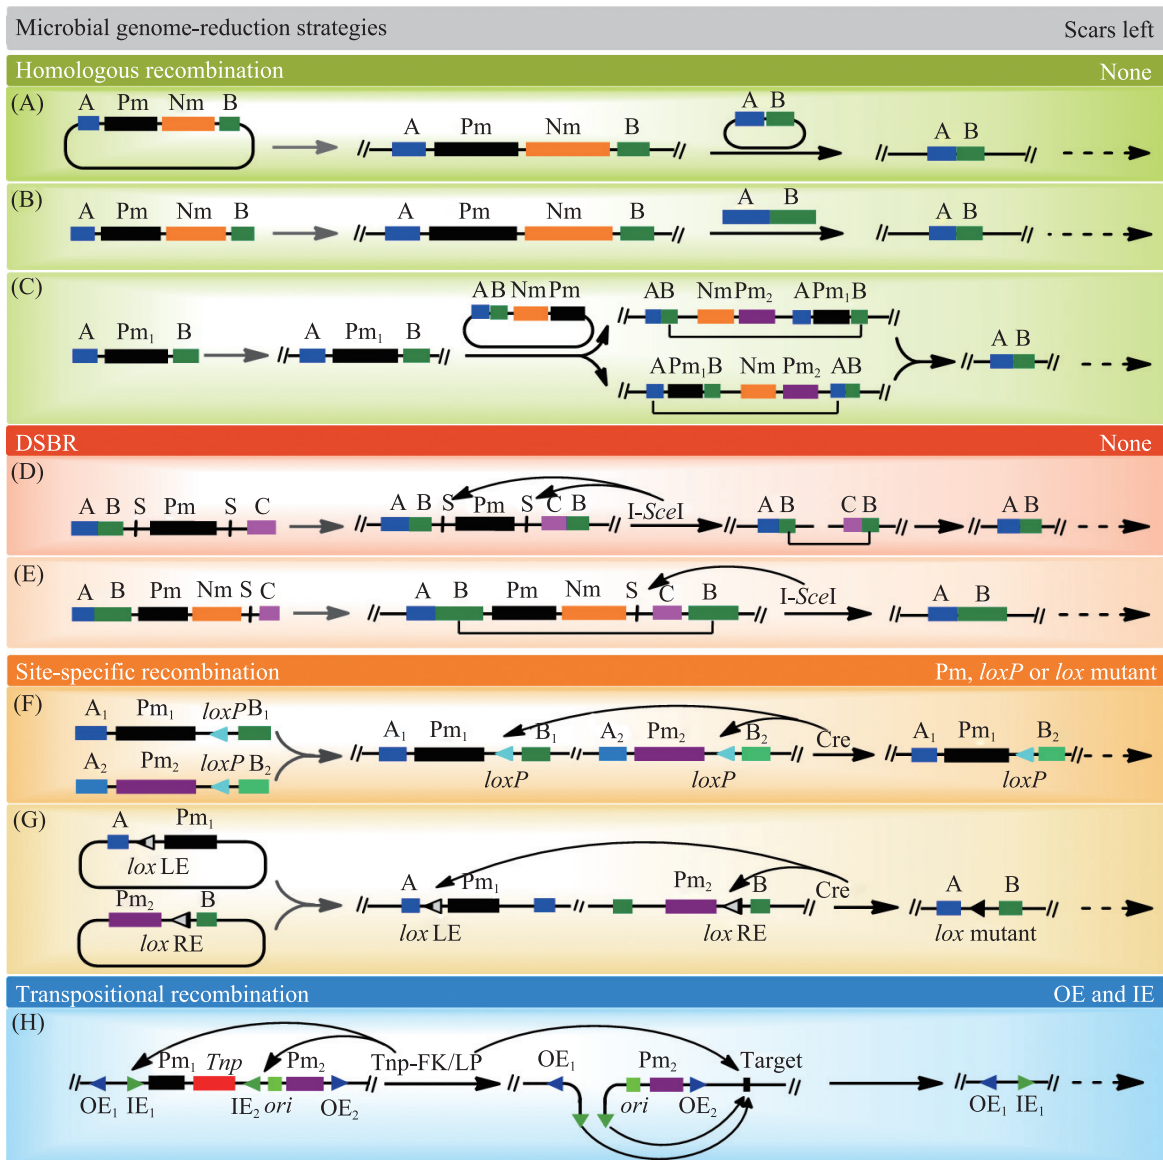 Microbial genome-reduction strategies Scars left
Homologous recombination None
(A) A Pm Nm B
A Pm Nm B
A B
A B
(B) A Pm Nm B
A Pm Nm B
A B
A B
(C) A Pm₁ B
A Pm₁ B
AB Nm Pm
AB NmPm₂ APm₁B
APm₁B Nm Pm₂ AB
A B
DSBR None
(D) A B S Pm S C
A B S Pm S C B
I-SceI
A B C B
A B
(E) A B Pm Nm S C
A B Pm Nm S C B
I-SceI
A B
Site-specific recombination Pm, loxP or lox mutant
(F) A₁ Pm₁ loxP B₁
A₂ Pm₂ loxP B₂
A₁ Pm₁ B₁ A₂ Pm₂ B₂
loxP loxP
Cre
A₁ Pm₁ B₂
loxP
(G) A Pm₁
lox LE
Pm₂ B
lox RE
A Pm₁ Pm₂ B
lox LE lox RE
Cre
A B
lox mutant
Transpositional recombination OE and IE
(H) Pm₁ Tnp Pm₂
OE₁ IE₁ IE₂ ori OE₂
Tnp-FK/LP
OE₁ Pm₂ Target
ori OE₂
OE₁ IE₁